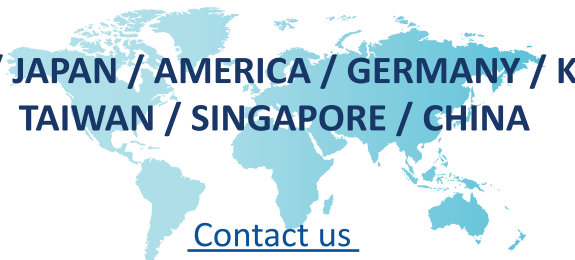 / JAPAN / AMERICA / GERMANY / K
TAIWAN / SINGAPORE / CHINA
Contact us